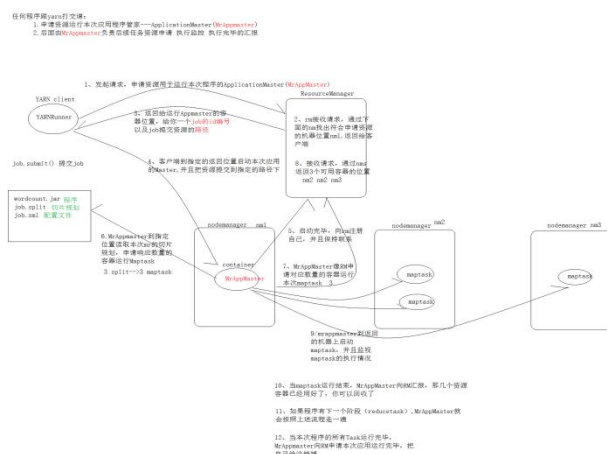 任何程序跟yarn打交道:
1.申请资源运行本次应用程序管家---ApplicationMaster(MrAppmaster)
2.后面由MrAppmaster负责后续任务资源申请 执行监控 执行完毕的汇报
1、发起请求，申请资源用于运行本次程序的ApplicationMaster(MrAppMaster)
YARN client
YARNRunner
ResourceManager
3、返回给运行Appmaster的容
器位置，给你一个job的id编号
以及job提交资源的路径
2、rm接收请求，通过下
面的nm找出符合申请资源
的机器位置nm1.返回给客
户端
8、接收请求，通过nms
返回3个可用容器的位置
nm2 nm2 nm3
job.submit() 提交job
4、客户端到指定的返回位置启动本次应用
的Master,并且把资源提交到指定的路径下
wordcount.jar 程序
job.split 切片规划
job.xml 配置文件
nodemanager nm1
5、启动完毕，向rm注册
自己，并且保持联系
nodemanager nm2
nodemanager nm3
6.MrAppmaster到指定
位置读取本次mr的切片
规划，申请响应数量的
容器运行Maptask
3 split-->3 maptask
container
MrAppMaster
7、MrAppMaster像RM申
请对应数量的容器运行
本次maptask 3
maptask
maptask
maptask
9/mrappmaster到返回
的机器上启动
maptask，并且监视
maptask的执行情况
10、当maptask运行结束，MrAppMaster向RM汇报，那几个资源
容器已经用好了，你可以回收了
11、如果程序有下一个阶段（reducetask）,MrAppMaster就
会按照上述流程走一遍
12、当本次程序的所有Task运行完毕，
MrAppmaster向RM申请本次应用运行完毕，把